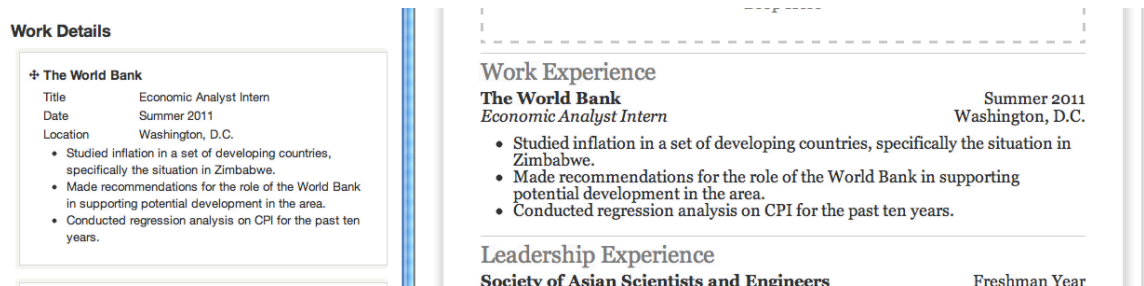 Work Details
The World Bank
Title Economic Analyst Intern
Date Summer 2011
Location Washington, D.C.
• Studied inflation in a set of developing countries,
specifically the situation in Zimbabwe.
• Made recommendations for the role of the World Bank
in supporting potential development in the area.
• Conducted regression analysis on CPI for the past ten
years.
Work Experience
The World Bank Summer 2011
Economic Analyst Intern Washington, D.C.
• Studied inflation in a set of developing countries, specifically the situation in
Zimbabwe.
• Made recommendations for the role of the World Bank in supporting
potential development in the area.
• Conducted regression analysis on CPI for the past ten years.
Leadership Experience
Society of Asian Scientists and Engineers Freshman Year